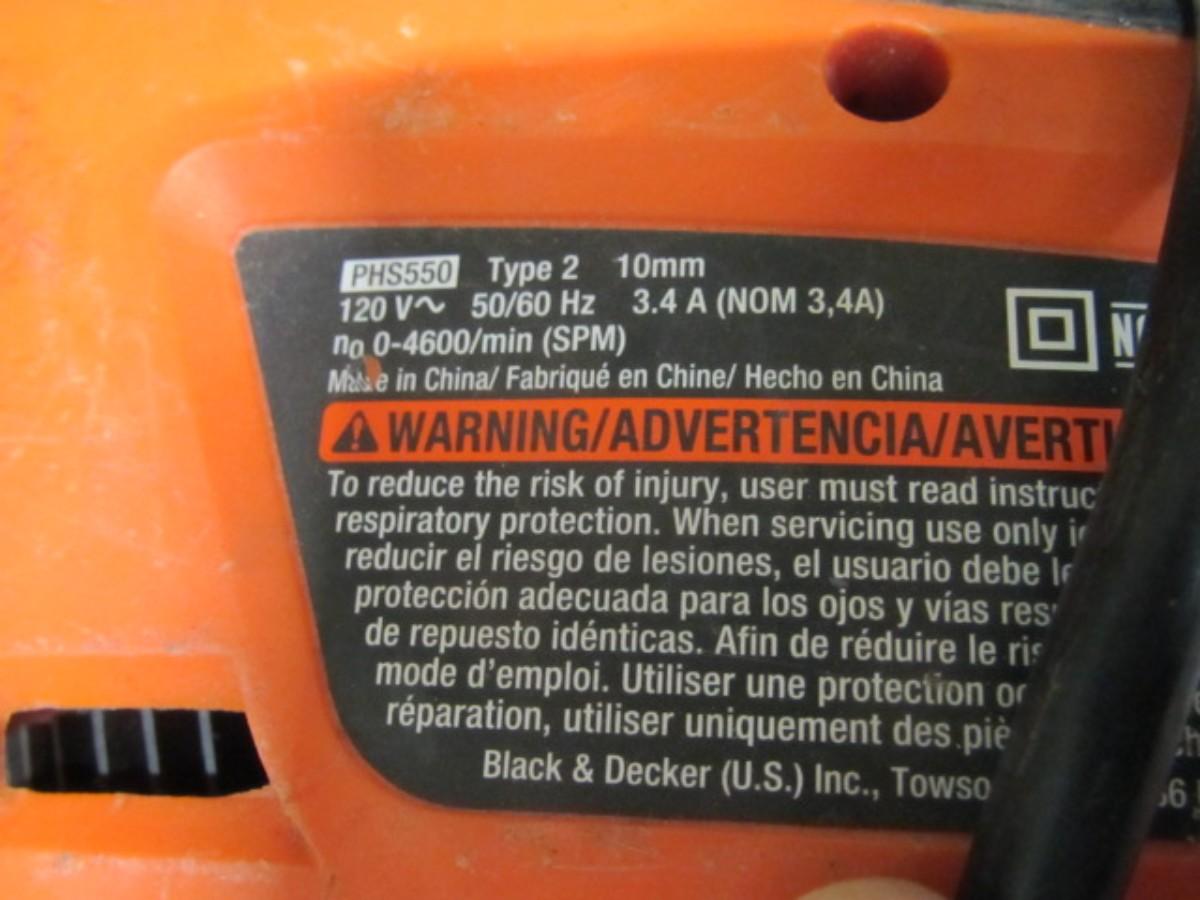 PHS550 Type 2 10mm
120 V~ 50/60 Hz 3.4 A (NOM 3,4A)
no 0-4600/min (SPM)
Made in China/ Fabriqué en Chine/ Hecho en China
WARNING/ADVERTENCIA/AVERTI
To reduce the risk of injury, user must read instruc
respiratory protection. When servicing use only
reducir el riesgo de lesiones, el usuario debe
protección adecuada para los ojos y vías res
de repuesto idénticas. Afin de réduire le ris
mode d'emploi. Utiliser une protection
réparation, utiliser uniquement des piè
Black & Decker (U.S.) Inc., Towso